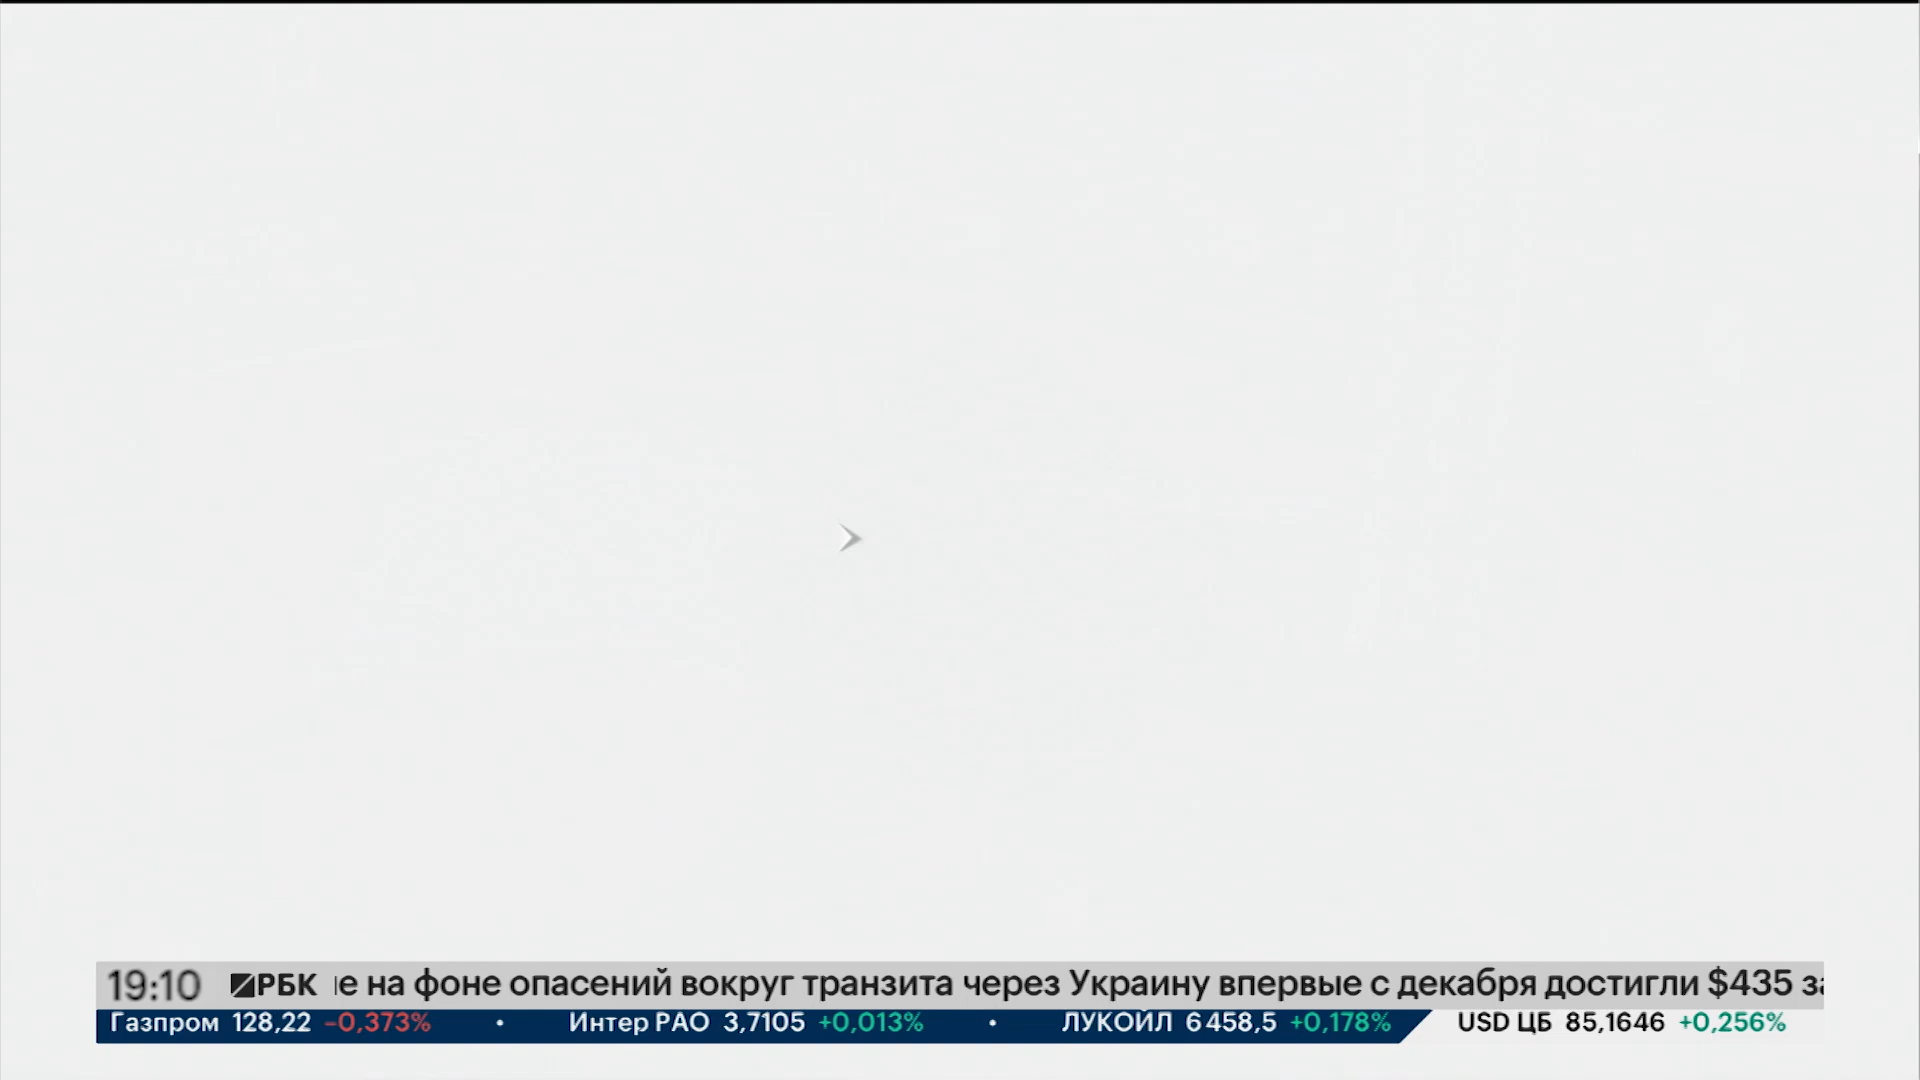 19:10 РБК е на фоне опасений вокруг транзита через Украину впервые с декабря достигли $435
Газпром 128,22 −0,373% • Интер РАО 3,7105 +0,013% • ЛУКОЙЛ 6 458,5 +0,178% USD ЦБ 85,1646 +0,256%